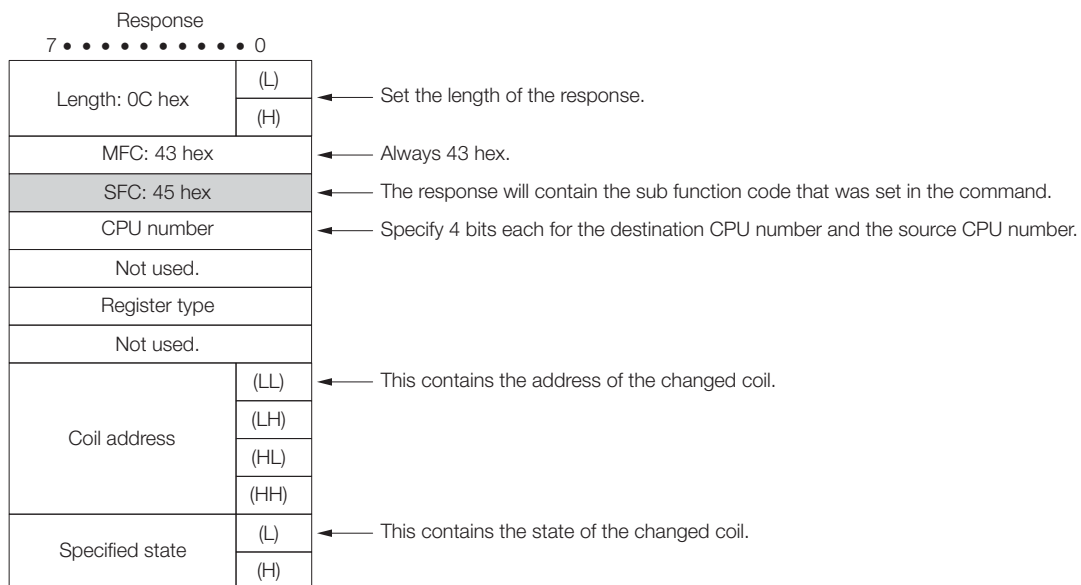 Response
7 • • • • • • • • • • 0
Length: 0C hex
(L)
Set the length of the response.
(H)
MFC: 43 hex
Always 43 hex.
SFC: 45 hex
The response will contain the sub function code that was set in the command.
CPU number
Specify 4 bits each for the destination CPU number and the source CPU number.
Not used.
Register type
Not used.
Coil address
(LL)
This contains the address of the changed coil.
(LH)
(HL)
(HH)
Specified state
(L)
This contains the state of the changed coil.
(H)